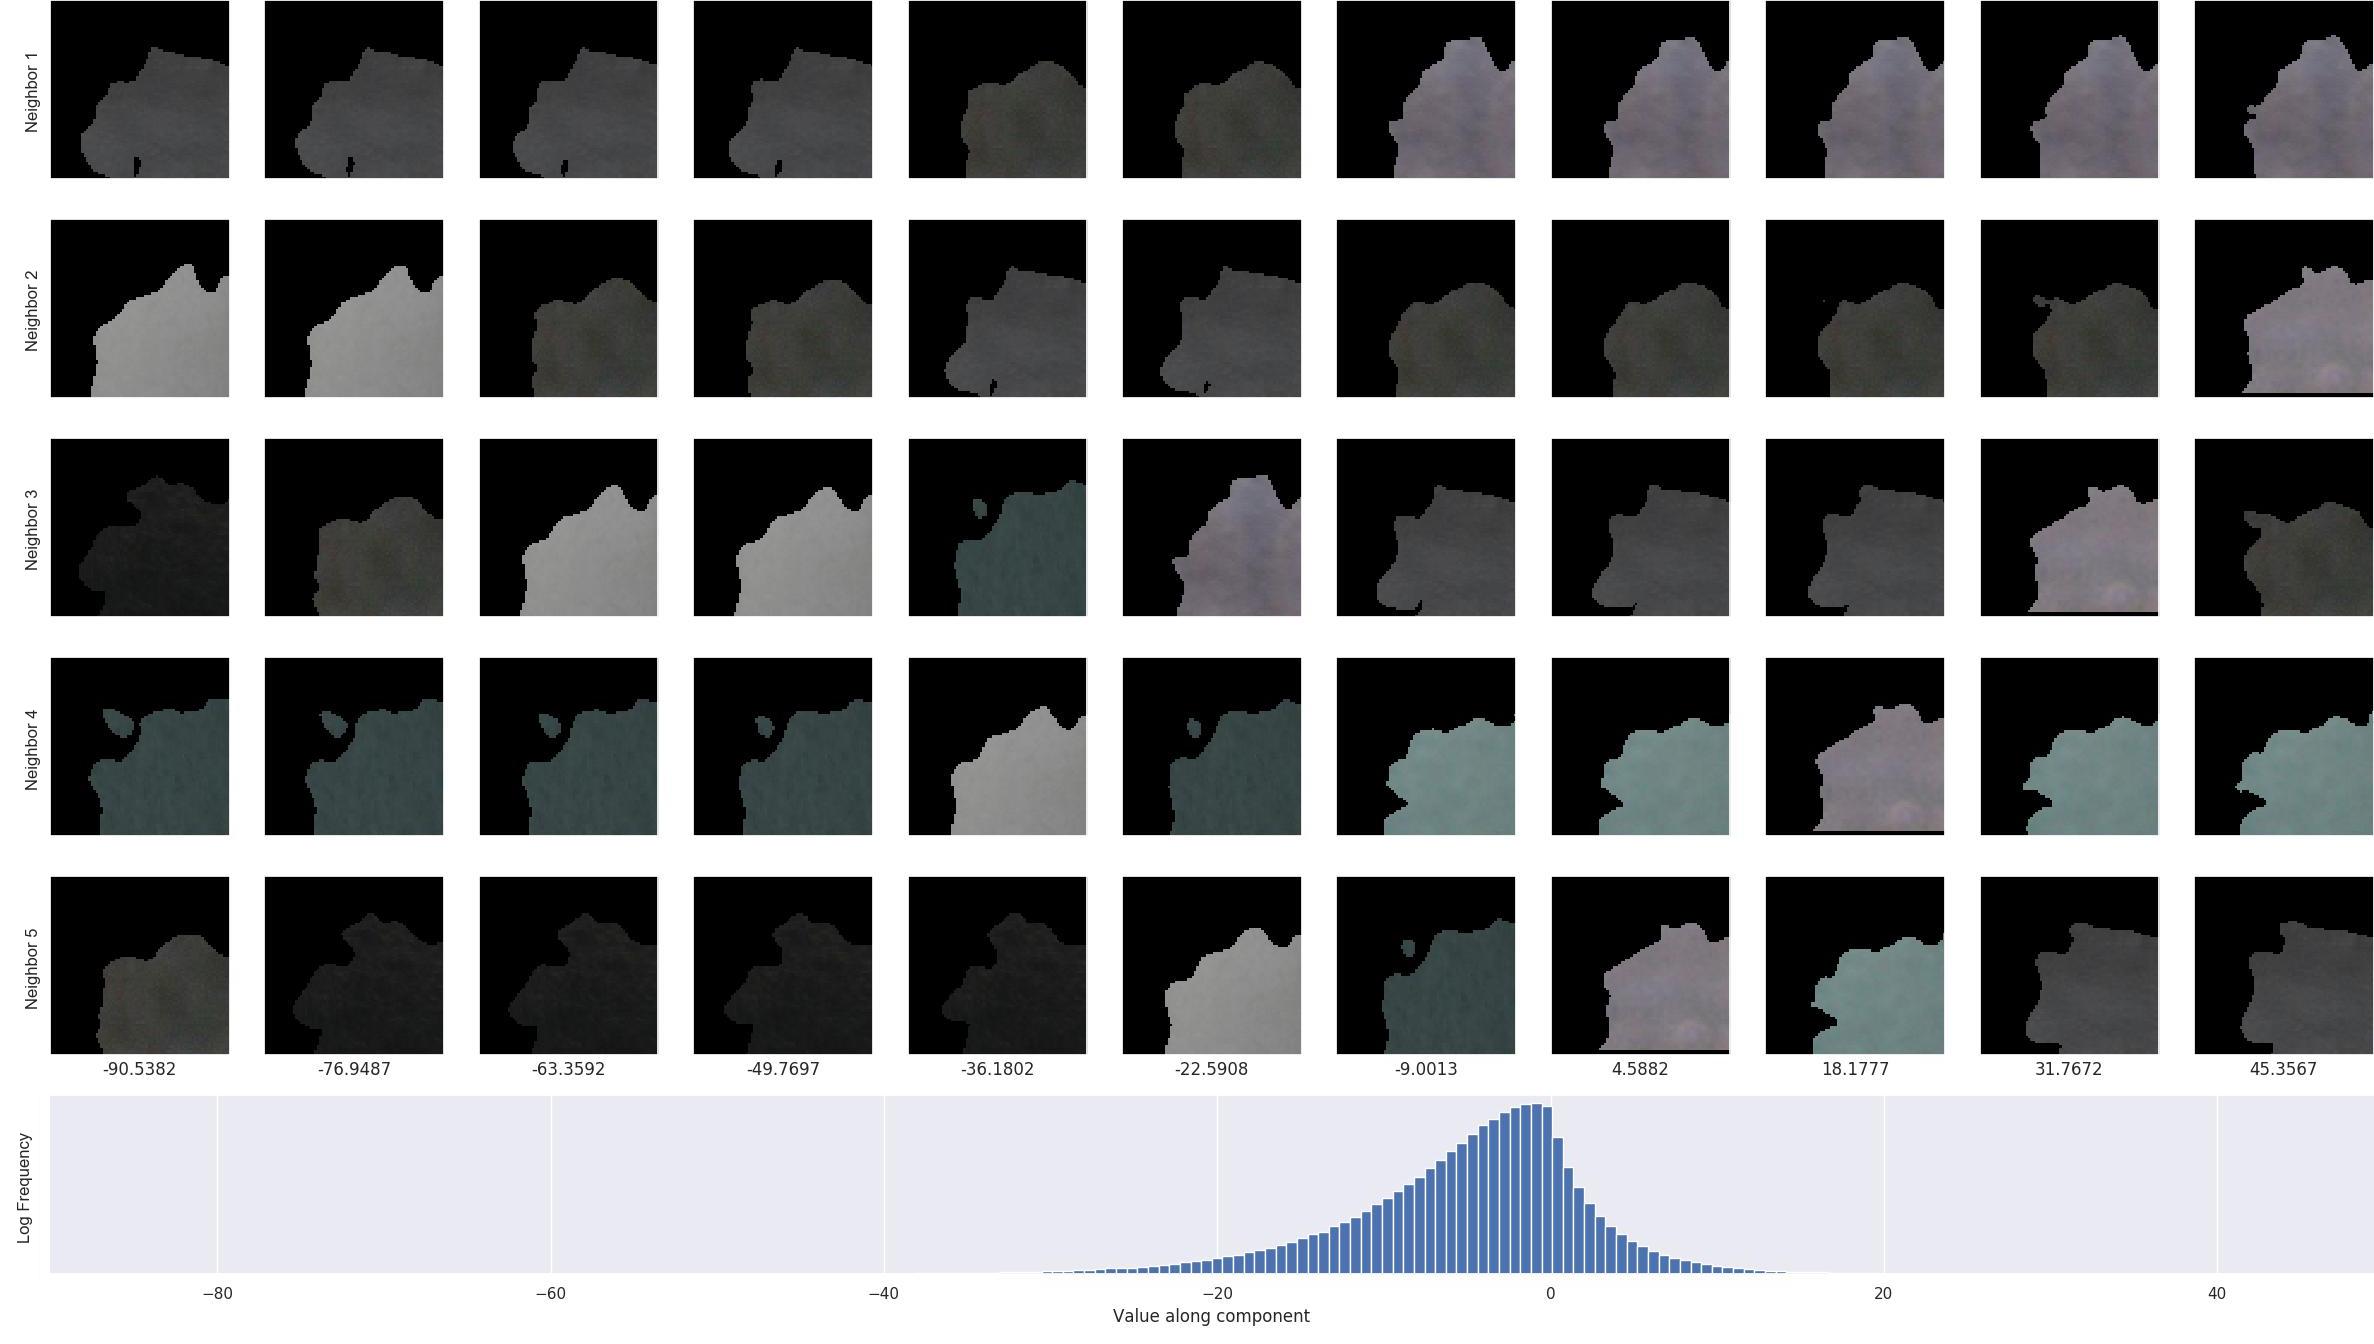 Neighbor 1
Neighbor 2
Neighbor 3
Neighbor 4
Neighbor 5
-90.5382 -76.9487 -63.3592 -49.7697 -36.1802 -22.5908 -9.0013 4.5882 18.1777 31.7672 45.3567
Log Frequency
−80 −60 −40 −20 0 20 40
Value along component